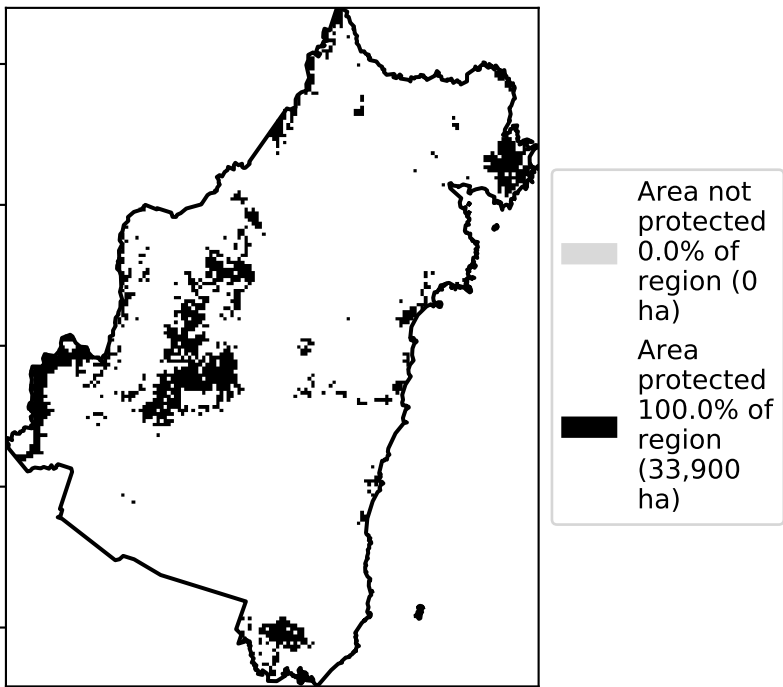 Area not
protected
0.0% of
region (0
ha)
Area
protected
100.0% of
region
(33,900
ha)